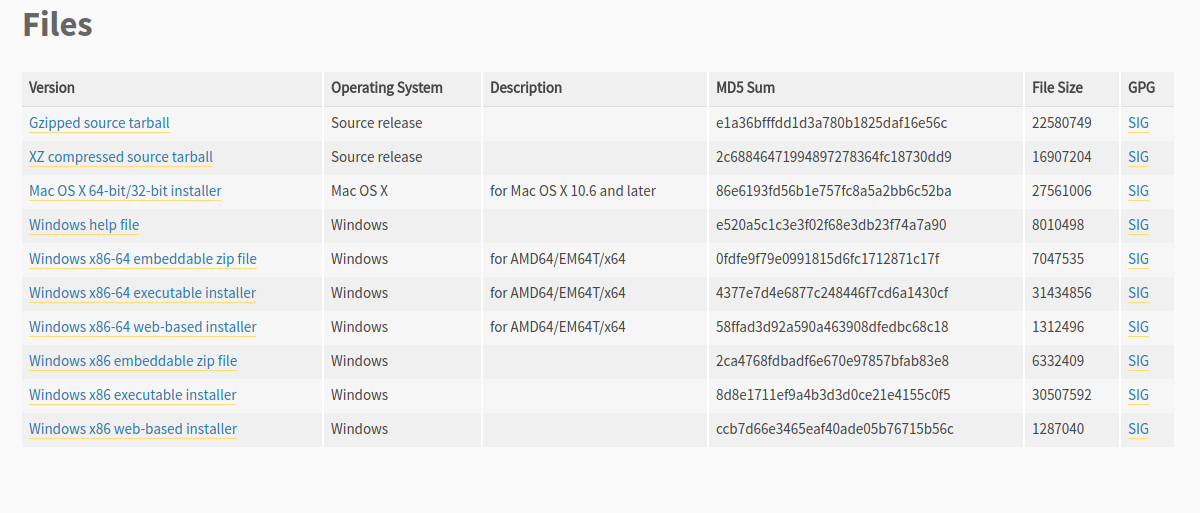 Files
Version Operating System Description MD5 Sum File Size GPG
Gzipped source tarball Source release e1a36bfffdd1d3a780b1825daf16e56c 22580749 SIG
XZ compressed source tarball Source release 2c68846471994897278364fc18730dd9 16907204 SIG
Mac OS X 64-bit/32-bit installer Mac OS X for Mac OS X 10.6 and later 86e6193fd56b1e757fc8a5a2bb6c52ba 27561006 SIG
Windows help file Windows e520a5c1c3e3f02f68e3db23f74a7a90 8010498 SIG
Windows x86-64 embeddable zip file Windows for AMD64/EM64T/x64 0fdfe9f79e0991815d6fc1712871c17f 7047535 SIG
Windows x86-64 executable installer Windows for AMD64/EM64T/x64 4377e7d4e6877c248446f7cd6a1430cf 31434856 SIG
Windows x86-64 web-based installer Windows for AMD64/EM64T/x64 58ffad3d92a590a463908dfedbc68c18 1312496 SIG
Windows x86 embeddable zip file Windows 2ca4768fdbadf6e670e97857bfab83e8 6332409 SIG
Windows x86 executable installer Windows 8d8e1711ef9a4b3d3d0ce21e4155c0f5 30507592 SIG
Windows x86 web-based installer Windows ccb7d66e3465eaf40ade05b76715b56c 1287040 SIG